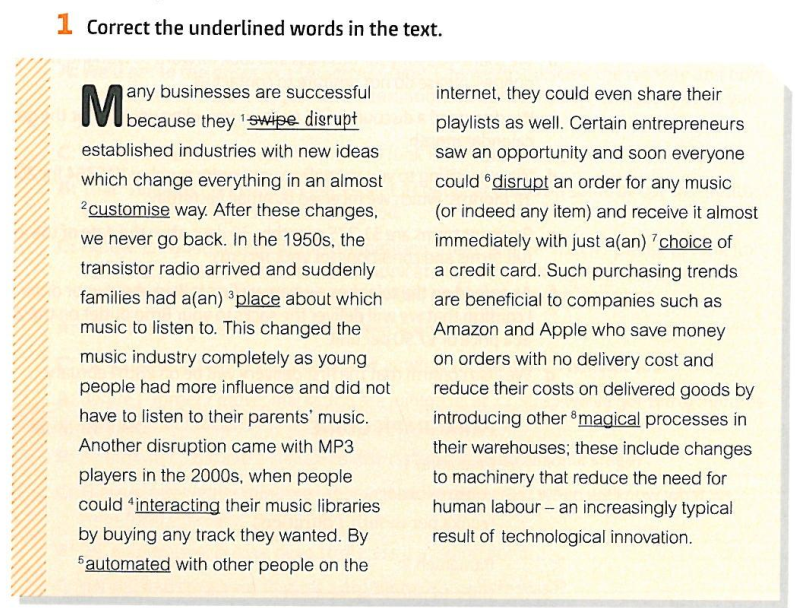 1 Correct the underlined words in the text.
Many businesses are successful
because they ¹swipe disrupt
established industries with new ideas
which change everything in an almost
²customise way. After these changes,
we never go back. In the 1950s, the
transistor radio arrived and suddenly
families had a(an) ³place about which
music to listen to. This changed the
music industry completely as young
people had more influence and did not
have to listen to their parents’ music.
Another disruption came with MP3
players in the 2000s, when people
could ⁴interacting their music libraries
by buying any track they wanted. By
⁵automated with other people on the
internet, they could even share their
playlists as well. Certain entrepreneurs
saw an opportunity and soon everyone
could ⁶disrupt an order for any music
(or indeed any item) and receive it almost
immediately with just a(an) ⁷choice of
a credit card. Such purchasing trends
are beneficial to companies such as
Amazon and Apple who save money
on orders with no delivery cost and
reduce their costs on delivered goods by
introducing other ⁸magical processes in
their warehouses; these include changes
to machinery that reduce the need for
human labour – an increasingly typical
result of technological innovation.